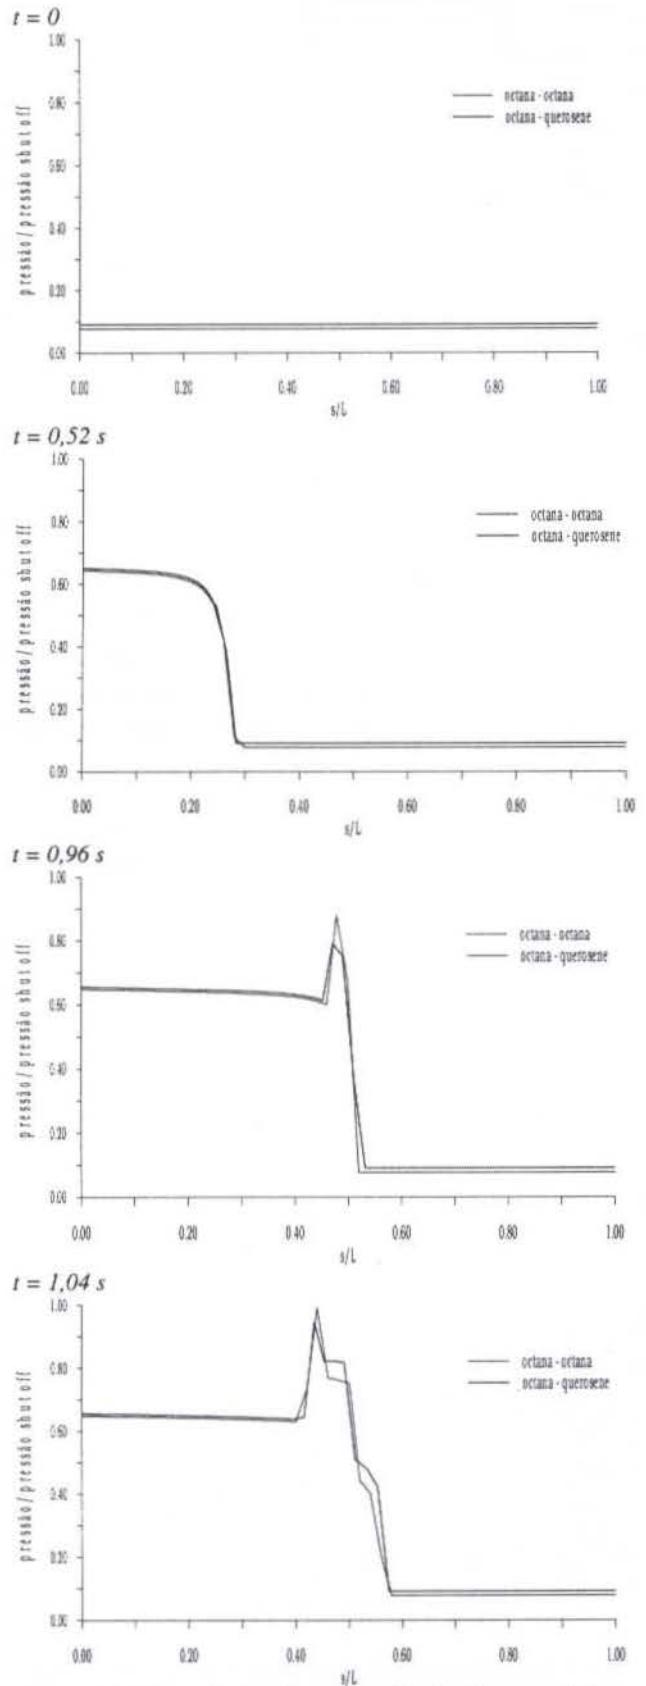 t = 0
1.00
0.80
0.60
0.40
0.20
0.00
pressão/pressão shutoff
octana - octana
octana - querosene
0.00 0.20 0.40 0.60 0.80 1.00
s/L
t = 0,52 s
1.00
0.80
0.60
0.40
0.20
0.00
pressão/pressão shutoff
octana - octana
octana - querosene
0.00 0.20 0.40 0.60 0.80 1.00
s/L
t = 0,96 s
1.00
0.80
0.60
0.40
0.20
0.00
pressão/pressão shutoff
octana - octana
octana - querosene
0.00 0.20 0.40 0.60 0.80 1.00
s/L
t = 1,04 s
1.00
0.80
0.60
0.40
0.20
0.00
pressão/pressão shutoff
octana - octana
octana - querosene
0.00 0.20 0.40 0.60 0.80 1.00
s/L